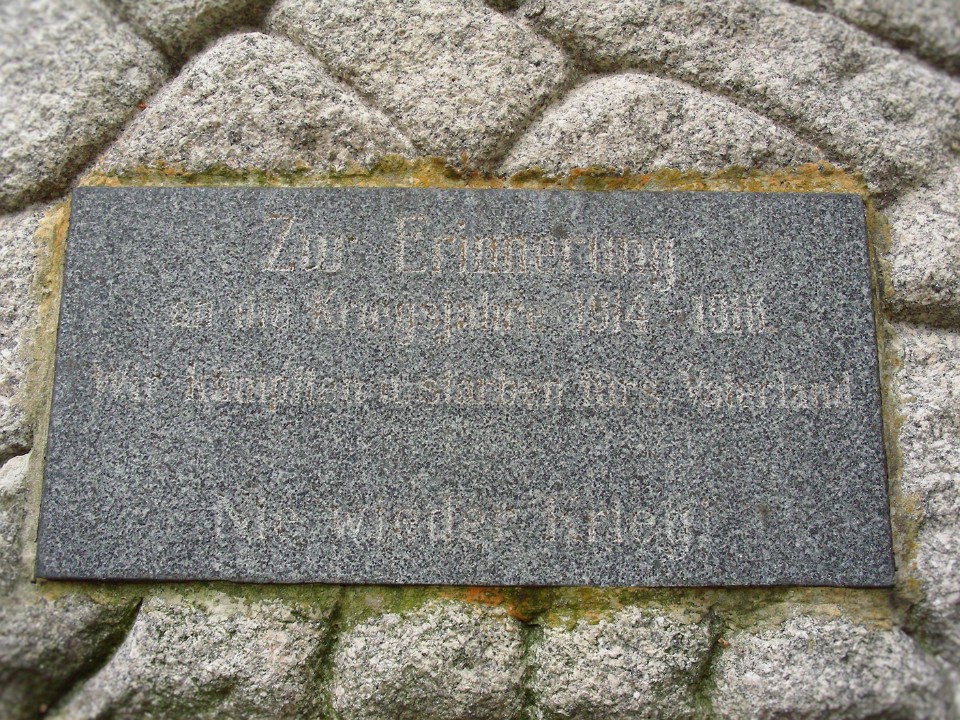 Zur Erinnerung
an die Kriegsjahre 1914-1918.
Wir kämpften u. starben fürs Vaterland
Nie wieder Krieg!